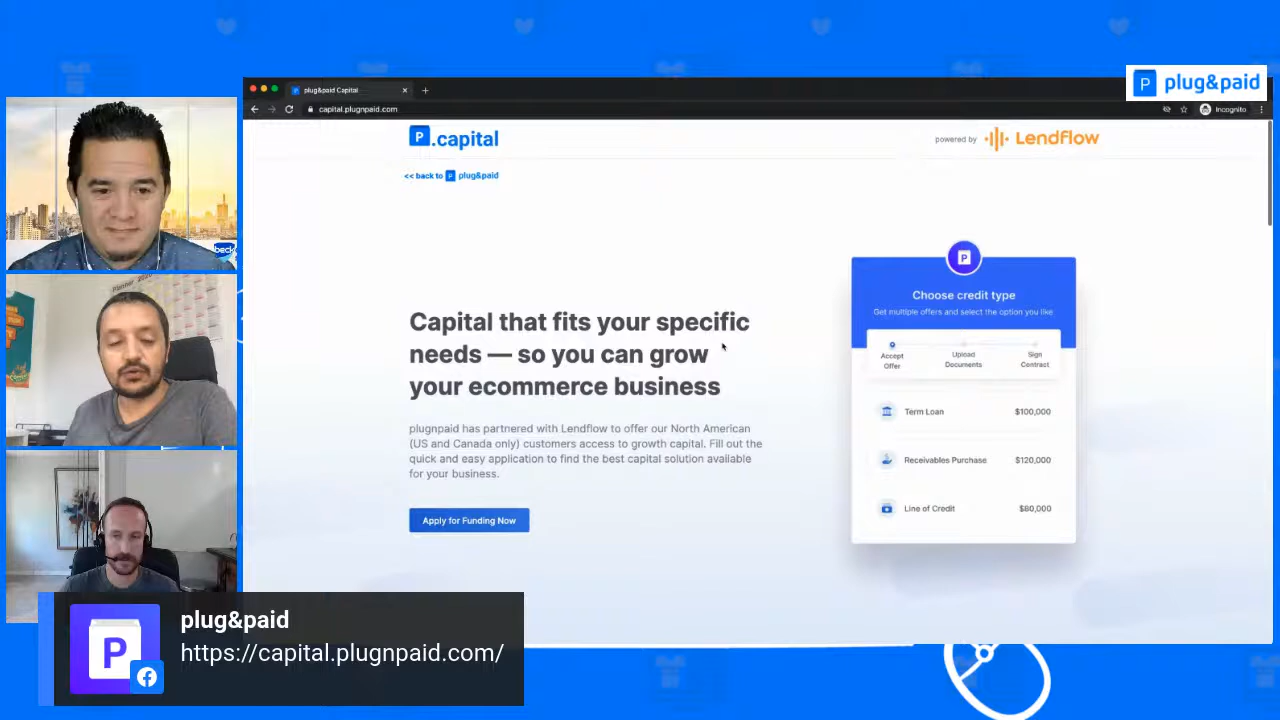 plug&paid
plug&paid Capital
capital.plugnpaid.com
Incognito
P.capital
powered by Lendflow
<< back to P plug&paid
Capital that fits your specific
needs — so you can grow
your ecommerce business
plugnpaid has partnered with Lendflow to offer our North American
(US and Canada only) customers access to growth capital. Fill out the
quick and easy application to find the best capital solution available
for your business.
Apply for Funding Now
P
Choose credit type
Get multiple offers and select the option you like
Accept
Offer
Upload
Documents
Sign
Contract
Term Loan $100,000
Receivables Purchase $120,000
Line of Credit $80,000
P
plug&paid
https://capital.plugnpaid.com/